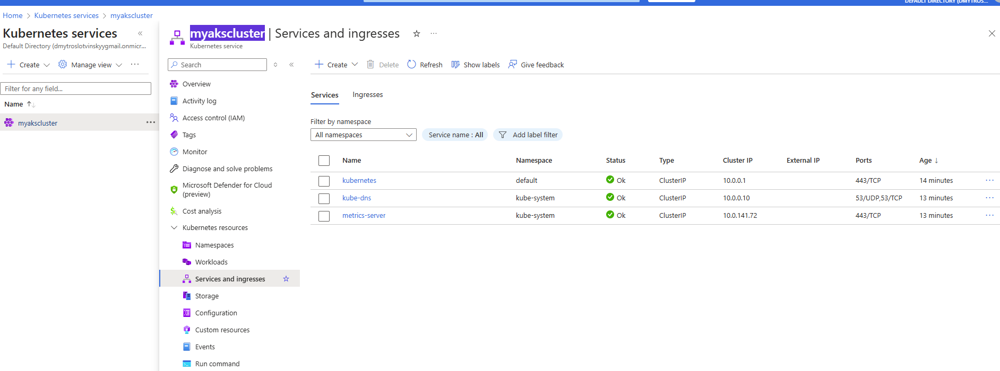 DEFAULT DIRECTORY (DMYTROS...
Home > Kubernetes services > myakscluster
Kubernetes services
Default Directory (dmytroslotvinskyygmail.onmicr...
Create
Manage view
...
Filter for any field...
Name
myakscluster
...
myakscluster | Services and ingresses
...
Kubernetes service
Search
Overview
Activity log
Access control (IAM)
Tags
Monitor
Diagnose and solve problems
Microsoft Defender for Cloud
(preview)
Cost analysis
Kubernetes resources
Namespaces
Workloads
Services and ingresses
Storage
Configuration
Custom resources
Events
Run command
Create
Delete
Refresh
Show labels
Give feedback
Services
Ingresses
Filter by namespace
All namespaces
Service name : All
Add label filter
Name Namespace Status Type Cluster IP External IP Ports Age ↓
kubernetes default Ok ClusterIP 10.0.0.1 443/TCP 14 minutes ...
kube-dns kube-system Ok ClusterIP 10.0.0.10 53/UDP,53/TCP 13 minutes ...
metrics-server kube-system Ok ClusterIP 10.0.141.72 443/TCP 13 minutes ...